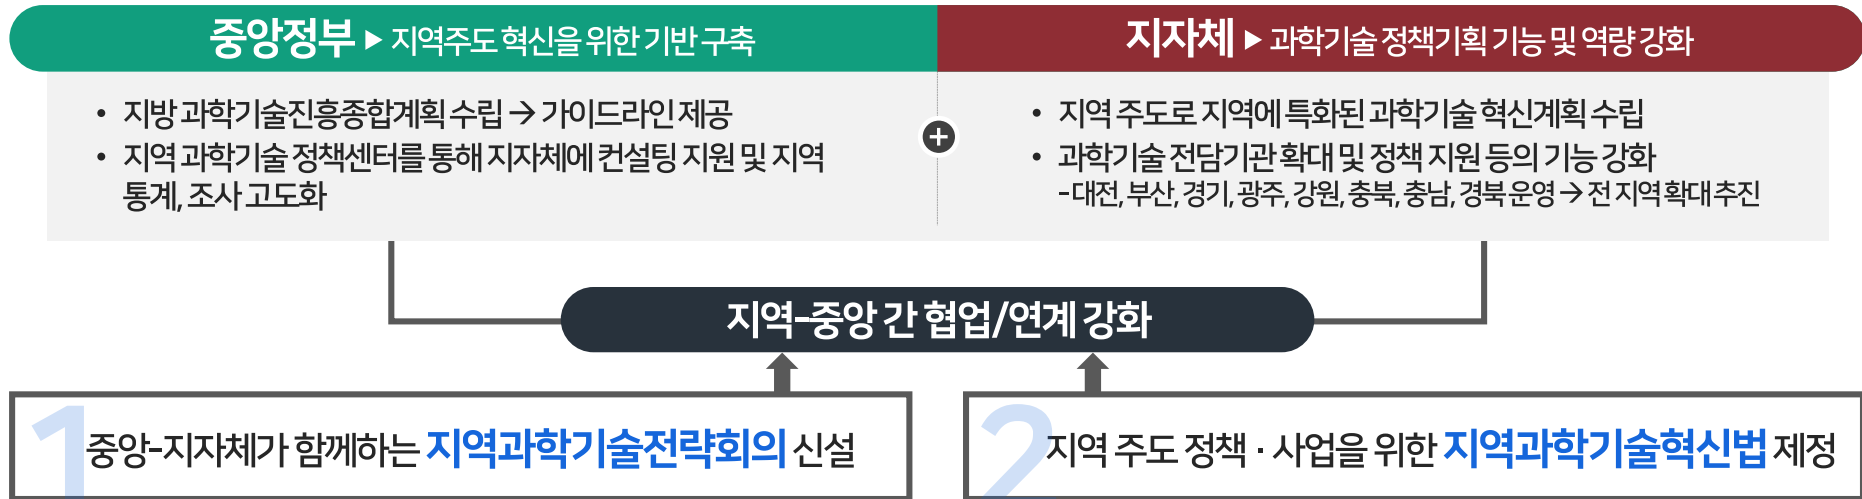 중앙정부 ▶ 지역주도 혁신을 위한 기반 구축
• 지방 과학기술진흥종합계획 수립 → 가이드라인 제공
• 지역 과학기술 정책센터를 통해 지자체에 컨설팅 지원 및 지역
통계, 조사 고도화
+
지자체 ▶ 과학기술 정책기획 기능 및 역량 강화
• 지역 주도로 지역에 특화된 과학기술 혁신계획 수립
• 과학기술 전담기관 확대 및 정책 지원 등의 기능 강화
-대전, 부산, 경기, 광주, 강원, 충북, 충남, 경북 운영 → 전 지역 확대 추진
지역-중앙 간 협업/연계 강화
1 중앙-지자체가 함께하는 지역과학기술전략회의 신설
2 지역 주도 정책 · 사업을 위한 지역과학기술혁신법 제정